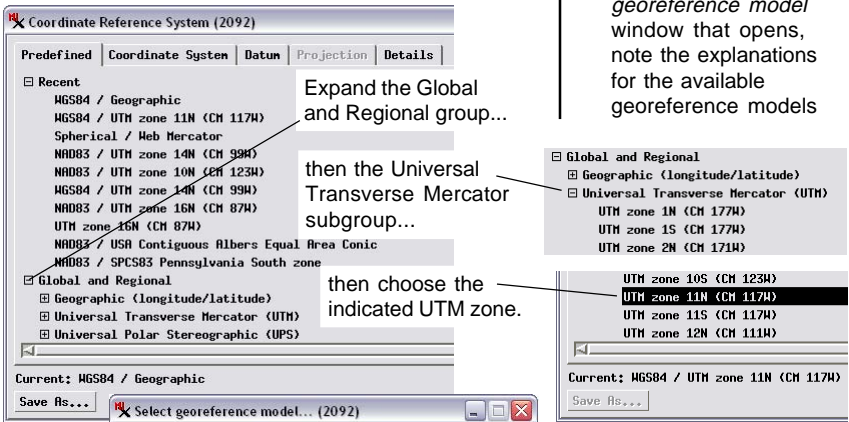 Coordinate Reference System (2092)
Predefined Coordinate System Datum Projection Details
Recent
WGS84 / Geographic
WGS84 / UTM zone 11N (CM 117W)
Spherical / Web Mercator
NAD83 / UTM zone 14N (CM 99W)
NAD83 / UTM zone 10N (CM 123W)
WGS84 / UTM zone 14N (CM 99W)
NAD83 / UTM zone 16N (CM 87W)
UTM zone 16N (CM 87W)
NAD83 / USA Contiguous Albers Equal Area Conic
NAD83 / SPCS83 Pennsylvania South zone
Global and Regional
Geographic (longitude/latitude)
Universal Transverse Mercator (UTM)
Universal Polar Stereographic (UPS)
Current: WGS84 / Geographic
Save As...
Select georeference model... (2092)
Expand the Global
and Regional group...
then the Universal
Transverse Mercator
subgroup...
then choose the
indicated UTM zone.
georeference model
window that opens,
note the explanations
for the available
georeference models
Global and Regional
Geographic (longitude/latitude)
Universal Transverse Mercator (UTM)
UTM zone 1N (CM 177W)
UTM zone 1S (CM 177W)
UTM zone 2N (CM 171W)
UTM zone 10S (CM 123W)
UTM zone 11N (CM 117W)
UTM zone 11S (CM 117W)
UTM zone 12N (CM 111W)
Current: WGS84 / UTM zone 11N (CM 117W)
Save As...